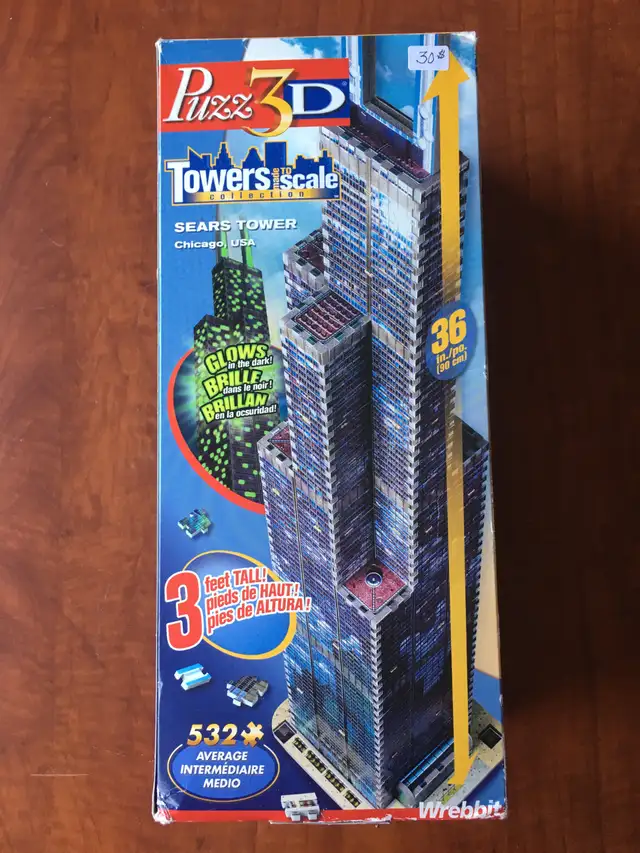 30$
Puzz3D
Towers made TO scale
collection
SEARS TOWER
Chicago, USA
36
in./po.
(90 cm)
GLOWS
in the dark!
BRILLE
dans le noir!
BRILLAN
en la ocsuridad!
3 feet TALL!
pieds de HAUT!
pies de ALTURA!
532
AVERAGE
INTERMÉDIAIRE
MEDIO
Wrebbit